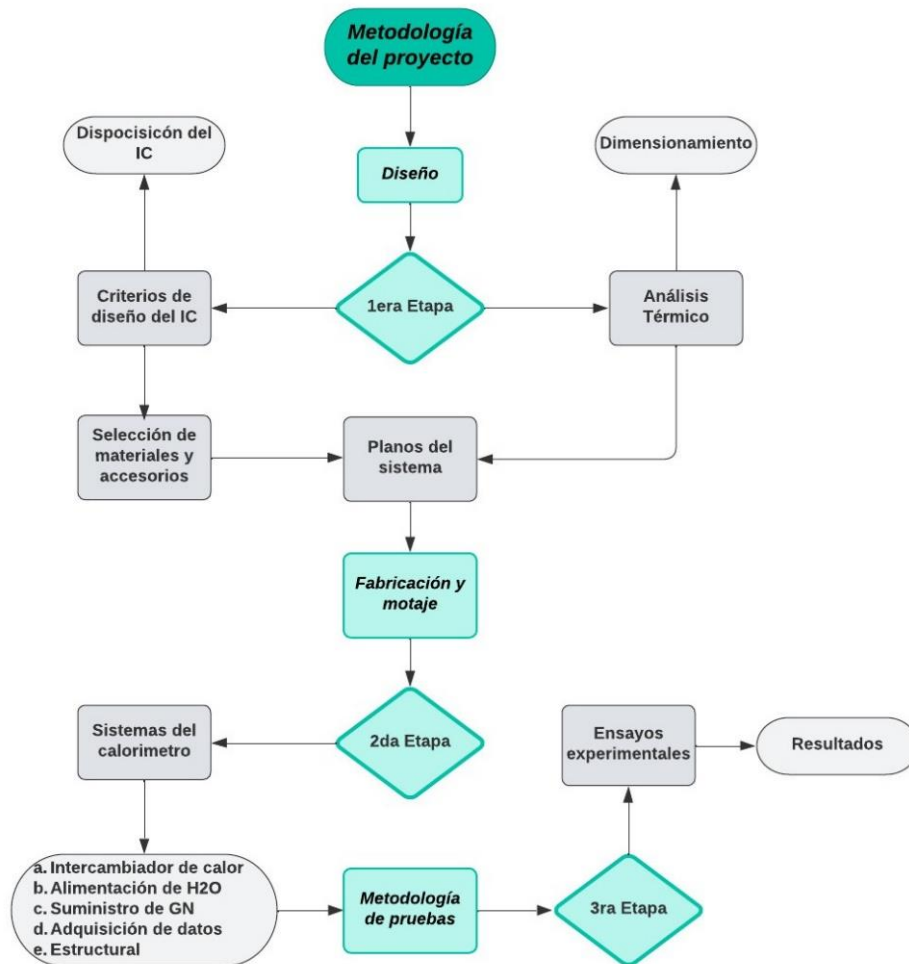 Metodología
del proyecto
Dispocisicón del
IC
Dimensionamiento
Diseño
Criterios de
diseño del IC
1era Etapa
Análisis
Térmico
Selección de
materiales y
accesorios
Planos del
sistema
Fabricación y
motaje
Sistemas del
calorimetro
2da Etapa
Ensayos
experimentales
Resultados
a. Intercambiador de calor
b. Alimentación de H2O
c. Suministro de GN
d. Adquisición de datos
e. Estructural
Metodología
de pruebas
3ra Etapa